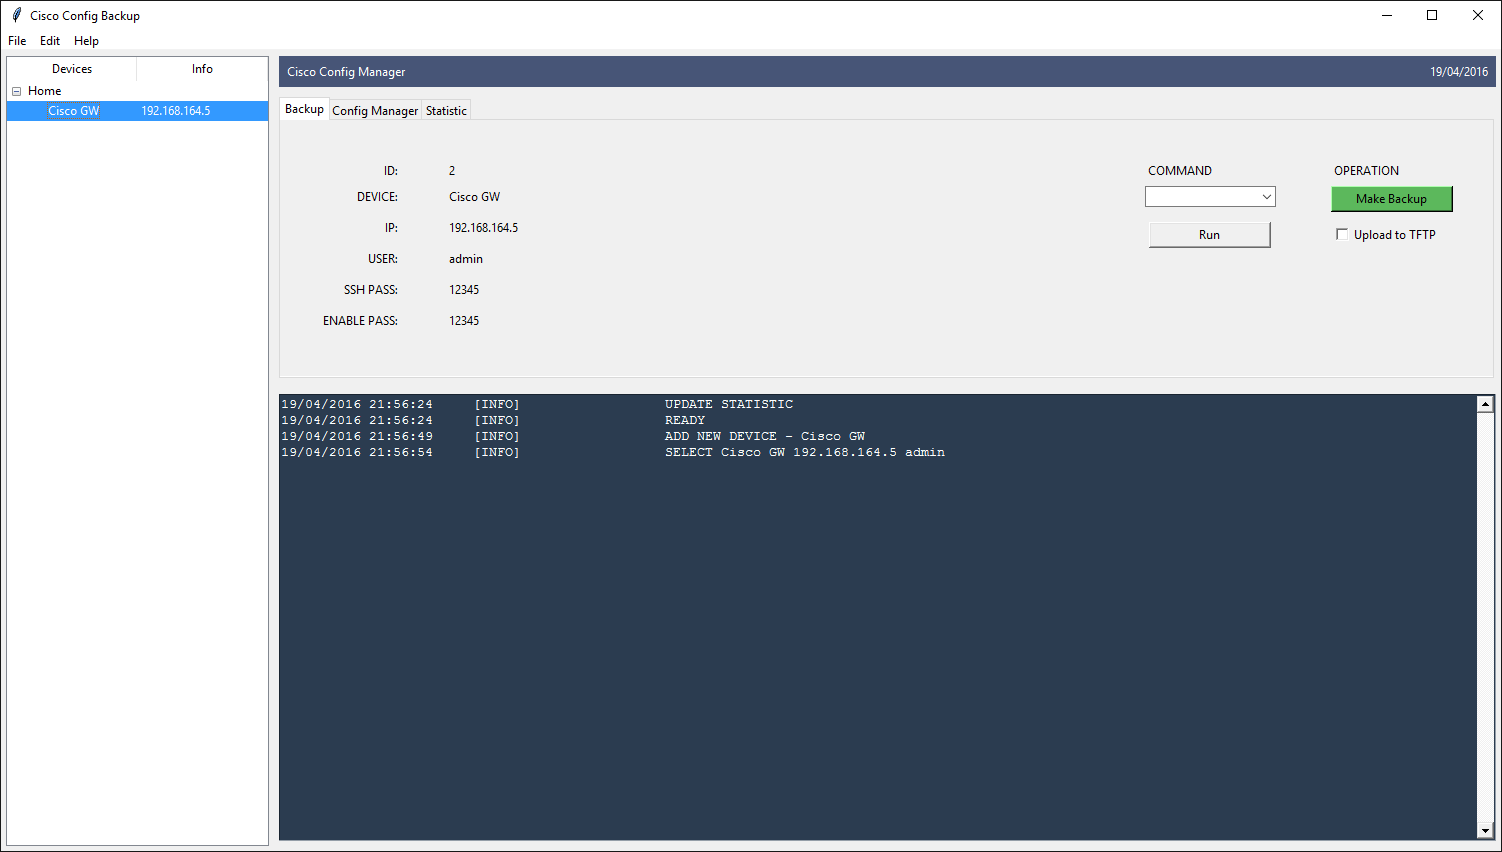 Cisco Config Backup
File Edit Help
Devices Info
Home
Cisco GW 192.168.164.5
Cisco Config Manager 19/04/2016
Backup Config Manager Statistic
ID: 2
DEVICE: Cisco GW
IP: 192.168.164.5
USER: admin
SSH PASS: 12345
ENABLE PASS: 12345
COMMAND
Run
OPERATION
Make Backup
Upload to TFTP
19/04/2016 21:56:24 [INFO] UPDATE STATISTIC
19/04/2016 21:56:24 [INFO] READY
19/04/2016 21:56:49 [INFO] ADD NEW DEVICE - Cisco GW
19/04/2016 21:56:54 [INFO] SELECT Cisco GW 192.168.164.5 admin